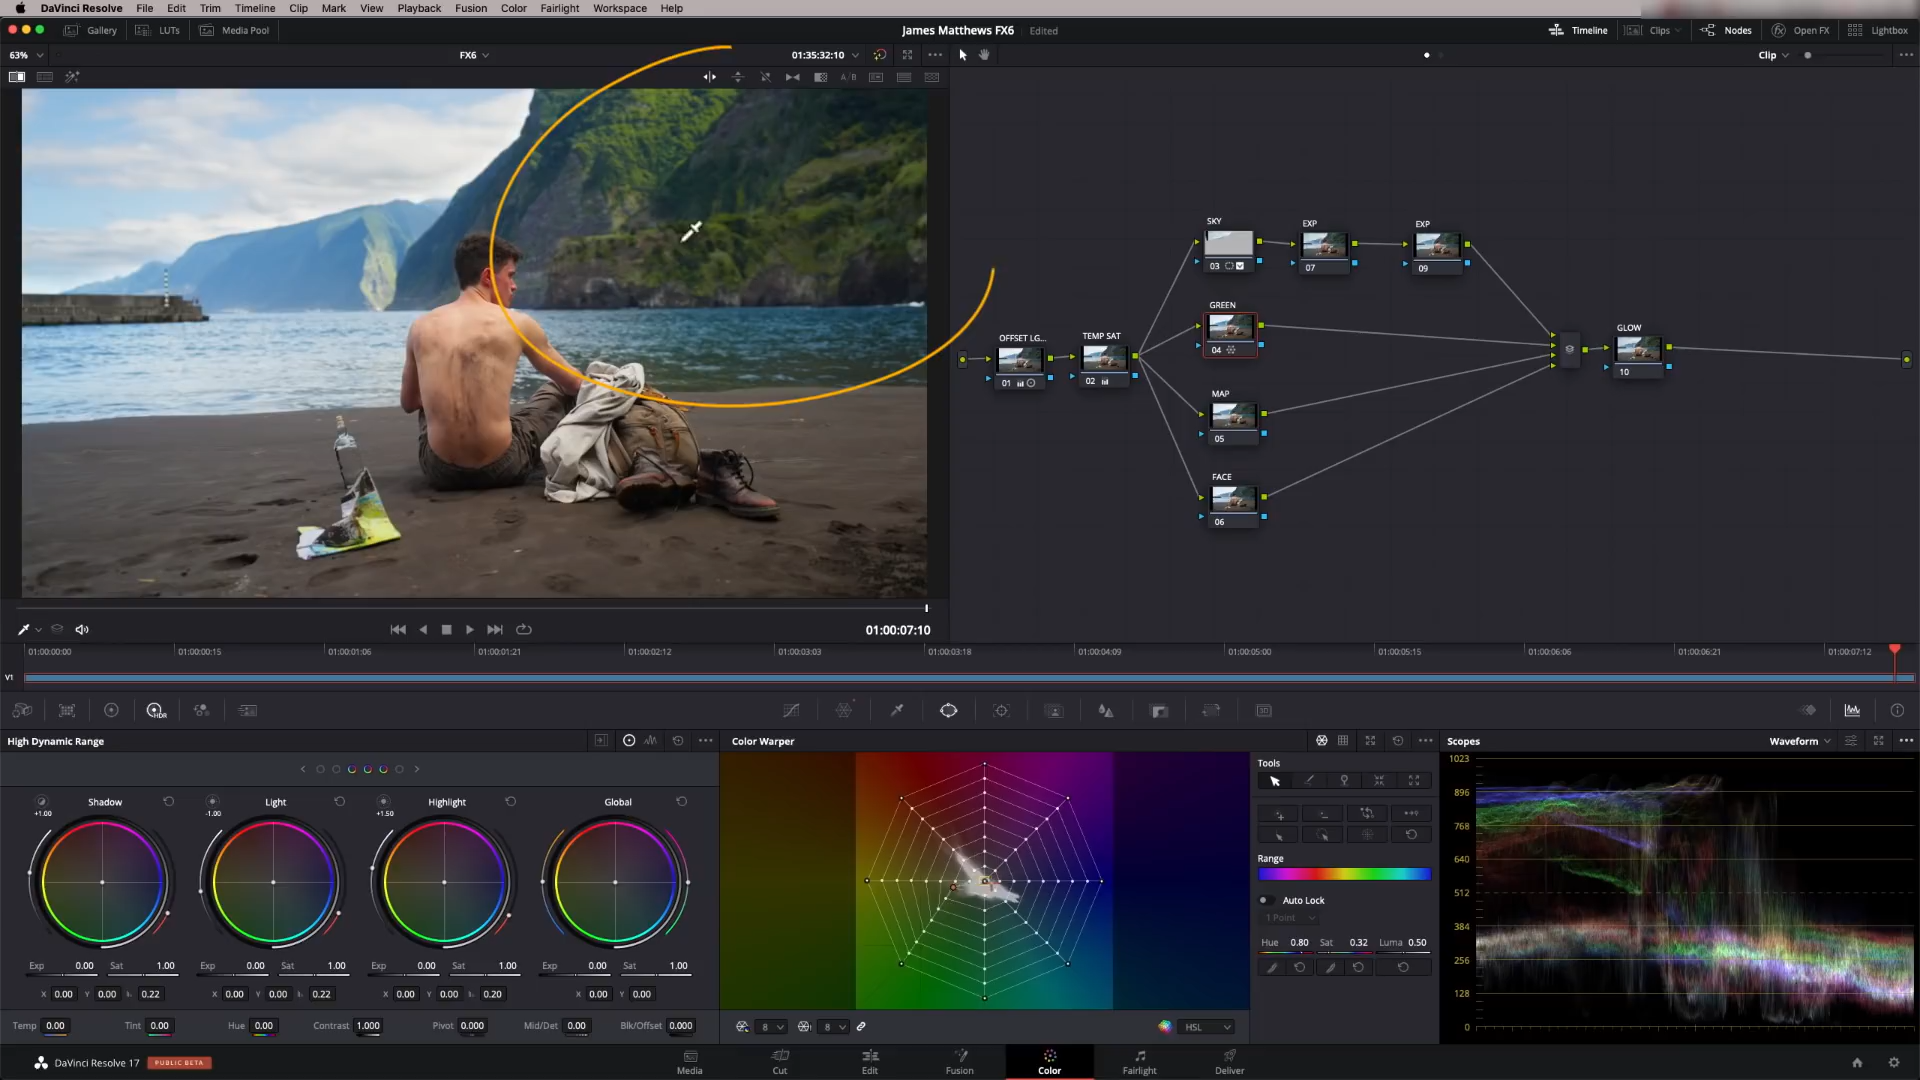 DaVinci Resolve File Edit Trim Timeline Clip Mark View Playback Fusion Color Fairlight Workspace Help
Gallery LUTs Media Pool James Matthews FX6 Edited Timeline Clips Nodes Open FX Lightbox
63% FX6 01:35:32:10 Clip
A/B
SKY EXP EXP
03 07 09
GREEN
04
OFFSET LG... TEMP SAT GLOW
01 02 10
MAP
05
FACE
06
01:00:07:10
01:00:00:00 01:00:00:15 01:00:01:06 01:00:01:21 01:00:02:12 01:00:03:03 01:00:03:18 01:00:04:09 01:00:05:00 01:00:05:15 01:00:06:06 01:00:06:21 01:00:07:12
V1
HDR 3D
High Dynamic Range Color Warper Scopes Waveform
Shadow Light Highlight Global
+1.00 -1.00 +1.50
Exp 0.00 Sat 1.00 Exp 0.00 Sat 1.00 Exp 0.00 Sat 1.00 Exp 0.00 Sat 1.00
X 0.00 Y 0.00 0.22 X 0.00 Y 0.00 0.22 X 0.00 Y 0.00 0.20 X 0.00 Y 0.00
Temp 0.00 Tint 0.00 Hue 0.00 Contrast 1.000 Pivot 0.000 Mid/Det 0.00 Blk/Offset 0.000
8 8 HSL
Tools
Range
Auto Lock
1 Point
Hue 0.80 Sat 0.32 Luma 0.50
1023
896
768
640
512
384
256
128
0
DaVinci Resolve 17 PUBLIC BETA Media Cut Edit Fusion Color Fairlight Deliver